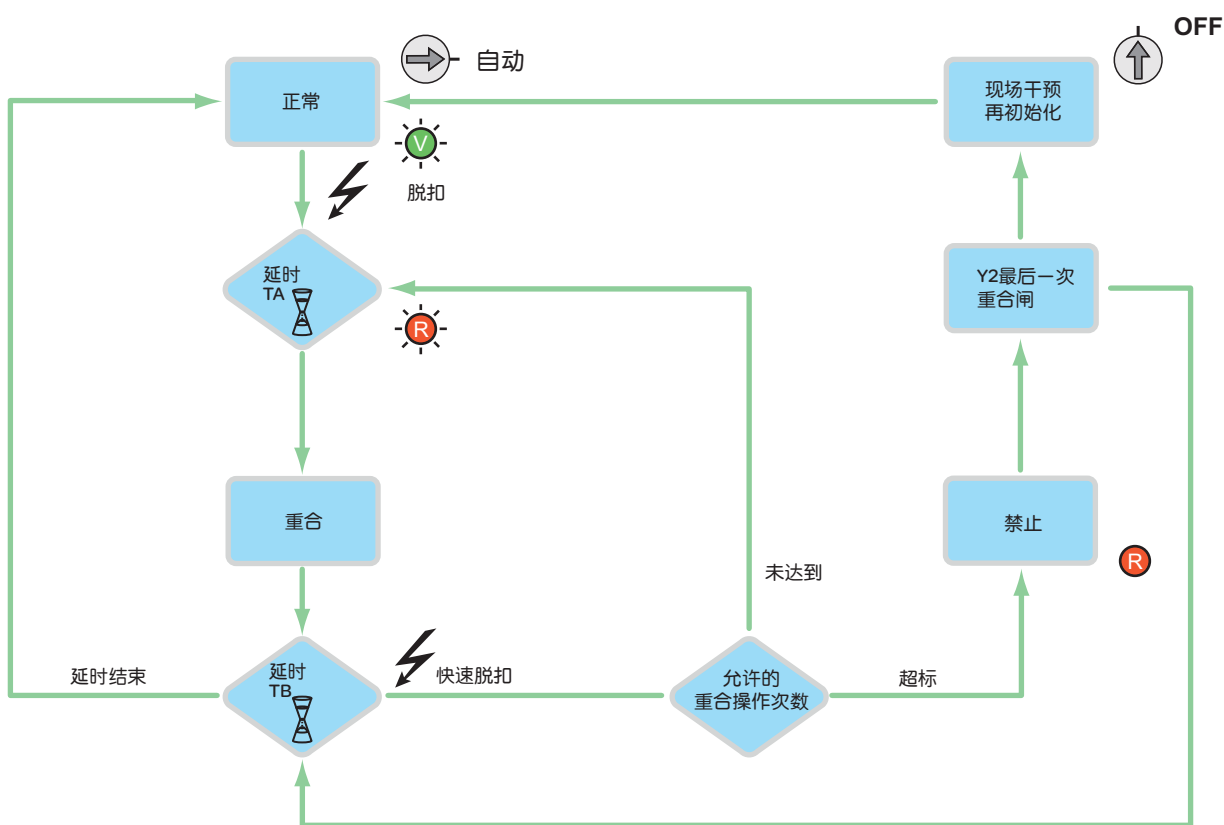 OFF
自动
正常
现场干预
再初始化
V
脱扣
延时
TA
R
Y2最后一次
重合闸
重合
禁止
R
未达到
延时结束
延时
TB
快速脱扣
允许的
重合操作次数
超标